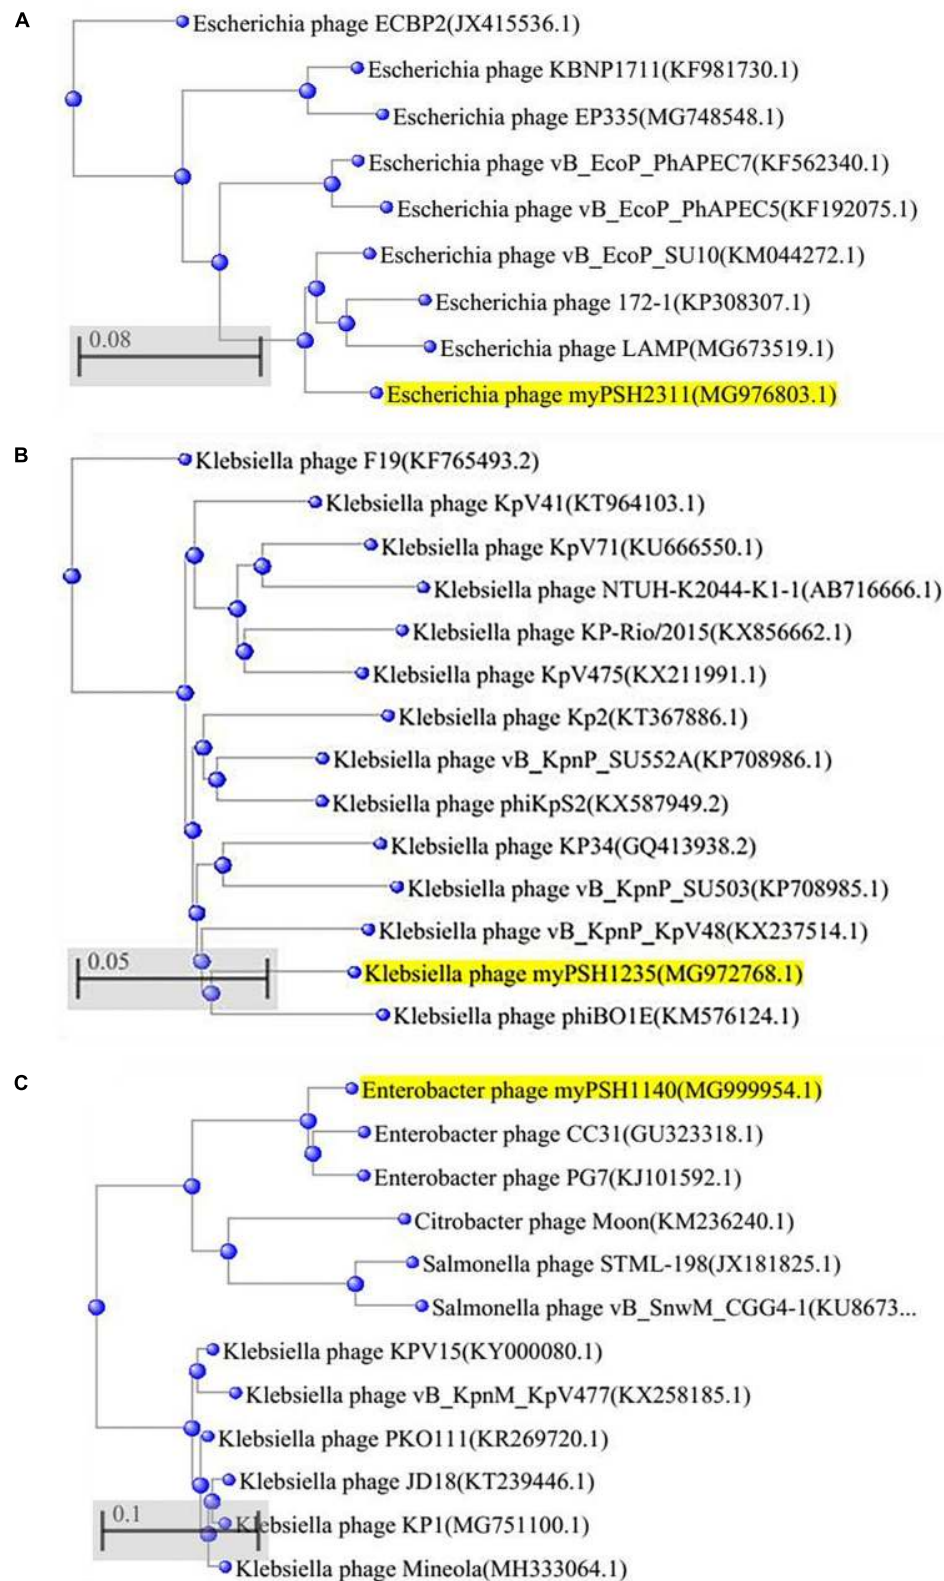 A
Escherichia phage ECBP2(JX415536.1)
Escherichia phage KBNP1711(KF981730.1)
Escherichia phage EP335(MG748548.1)
Escherichia phage vB_EcoP_PhAPEC7(KF562340.1)
Escherichia phage vB_EcoP_PhAPEC5(KF192075.1)
Escherichia phage vB_EcoP_SU10(KM044272.1)
Escherichia phage 172-1(KP308307.1)
0.08
Escherichia phage LAMP(MG673519.1)
Escherichia phage myPSH2311(MG976803.1)
B
Klebsiella phage F19(KF765493.2)
Klebsiella phage KpV41(KT964103.1)
Klebsiella phage KpV71(KU666550.1)
Klebsiella phage NTUH-K2044-K1-1(AB716666.1)
Klebsiella phage KP-Rio/2015(KX856662.1)
Klebsiella phage KpV475(KX211991.1)
Klebsiella phage Kp2(KT367886.1)
Klebsiella phage vB_KpnP_SU552A(KP708986.1)
Klebsiella phage phiKpS2(KX587949.2)
Klebsiella phage KP34(GQ413938.2)
Klebsiella phage vB_KpnP_SU503(KP708985.1)
Klebsiella phage vB_KpnP_KpV48(KX237514.1)
0.05
Klebsiella phage myPSH1235(MG972768.1)
Klebsiella phage phiBO1E(KM576124.1)
C
Enterobacter phage myPSH1140(MG999954.1)
Enterobacter phage CC31(GU323318.1)
Enterobacter phage PG7(KJ101592.1)
Citrobacter phage Moon(KM236240.1)
Salmonella phage STML-198(JX181825.1)
Salmonella phage vB_SnwM_CGG4-1(KU8673...
Klebsiella phage KPV15(KY000080.1)
Klebsiella phage vB_KpnM_KpV477(KX258185.1)
Klebsiella phage PKO111(KR269720.1)
Klebsiella phage JD18(KT239446.1)
0.1
Klebsiella phage KP1(MG751100.1)
Klebsiella phage Mineola(MH333064.1)